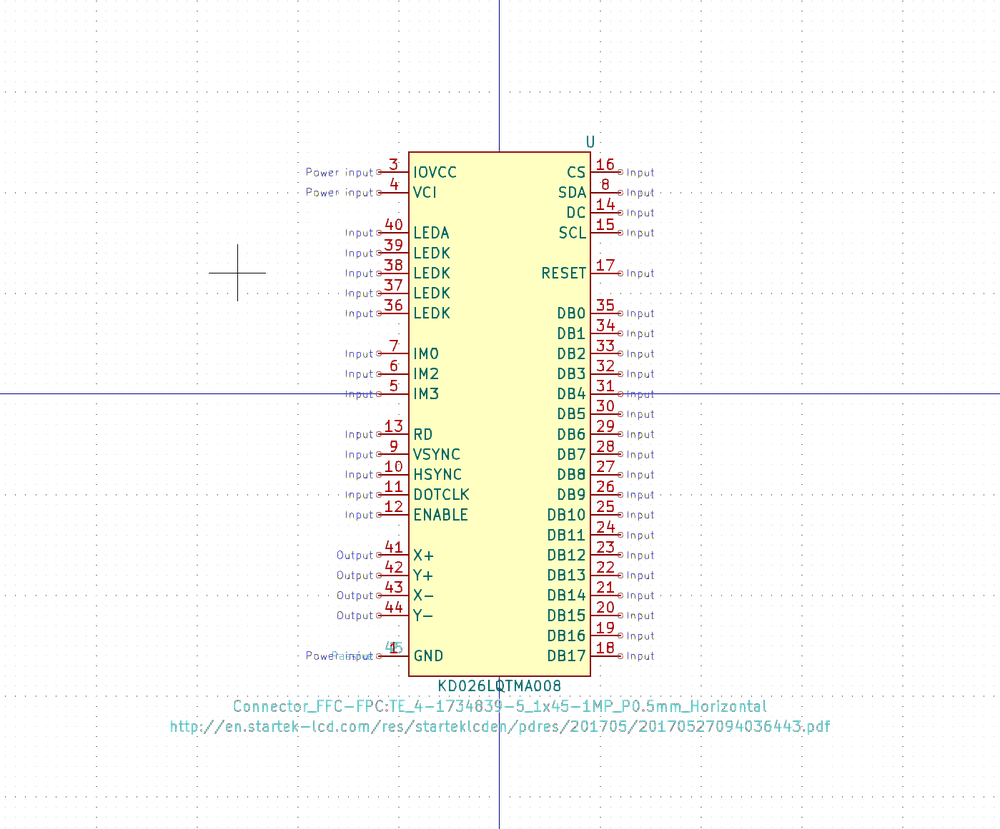 U
Power input 3 IOVCC CS 16 Input
Power input 4 VCI SDA 8 Input
DC 14 Input
Input 40 LEDA SCL 15 Input
Input 39 LEDK
Input 38 LEDK RESET 17 Input
Input 37 LEDK
Input 36 LEDK DB0 35 Input
DB1 34 Input
Input 7 IM0 DB2 33 Input
Input 6 IM2 DB3 32 Input
Input 5 IM3 DB4 31 Input
DB5 30 Input
Input 13 RD DB6 29 Input
Input 9 VSYNC DB7 28 Input
Input 10 HSYNC DB8 27 Input
Input 11 DOTCLK DB9 26 Input
Input 12 ENABLE DB10 25 Input
DB11 24 Input
Output 41 X+ DB12 23 Input
Output 42 Y+ DB13 22 Input
Output 43 X- DB14 21 Input
Output 44 Y- DB15 20 Input
DB16 19 Input
Power input 1 GND DB17 18 Input
KD026LQTMA008
Connector_FFC-FPC:TE_4-1734839-5_1x45-1MP_P0.5mm_Horizontal
http://en.startek-lcd.com/res/starteklcden/pdres/201705/20170527094036443.pdf